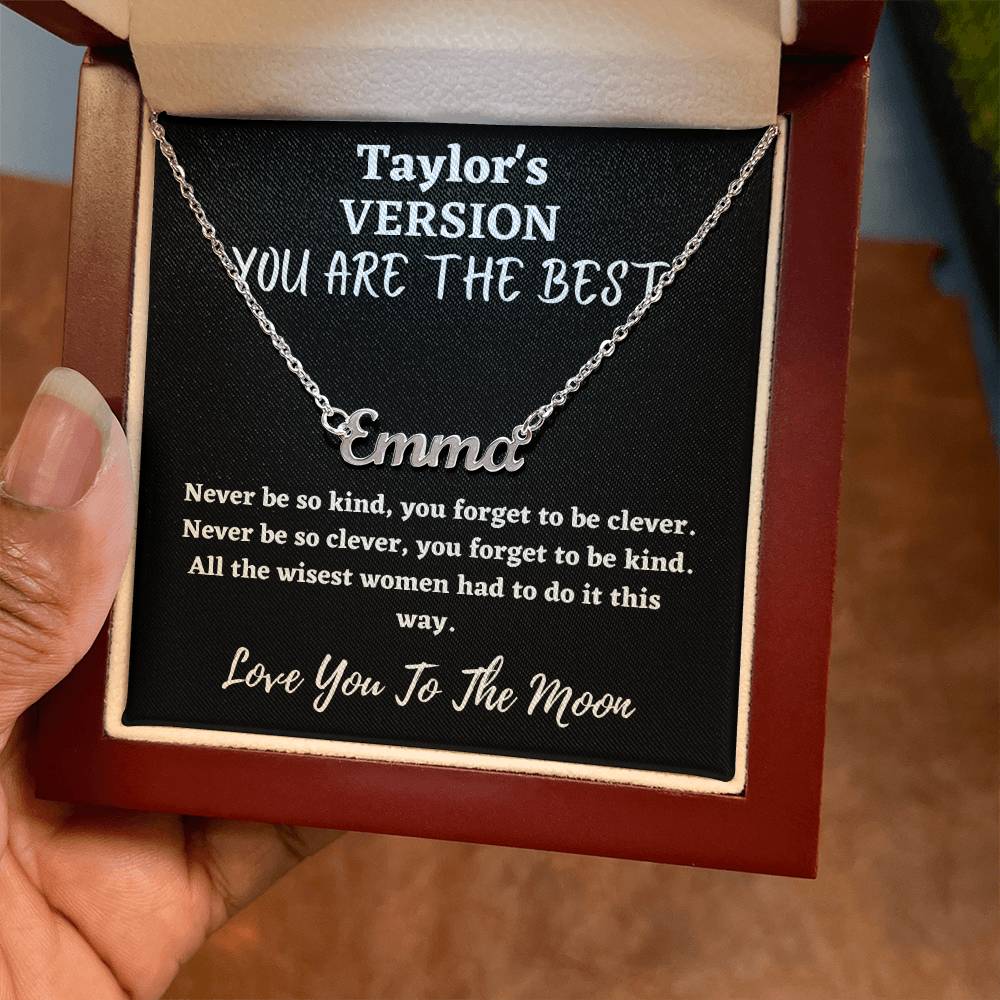 Taylor's
VERSION
YOU ARE THE BEST
Emma
Never be so kind, you forget to be clever.
Never be so clever, you forget to be kind.
All the wisest women had to do it this
way.
Love You To The Moon